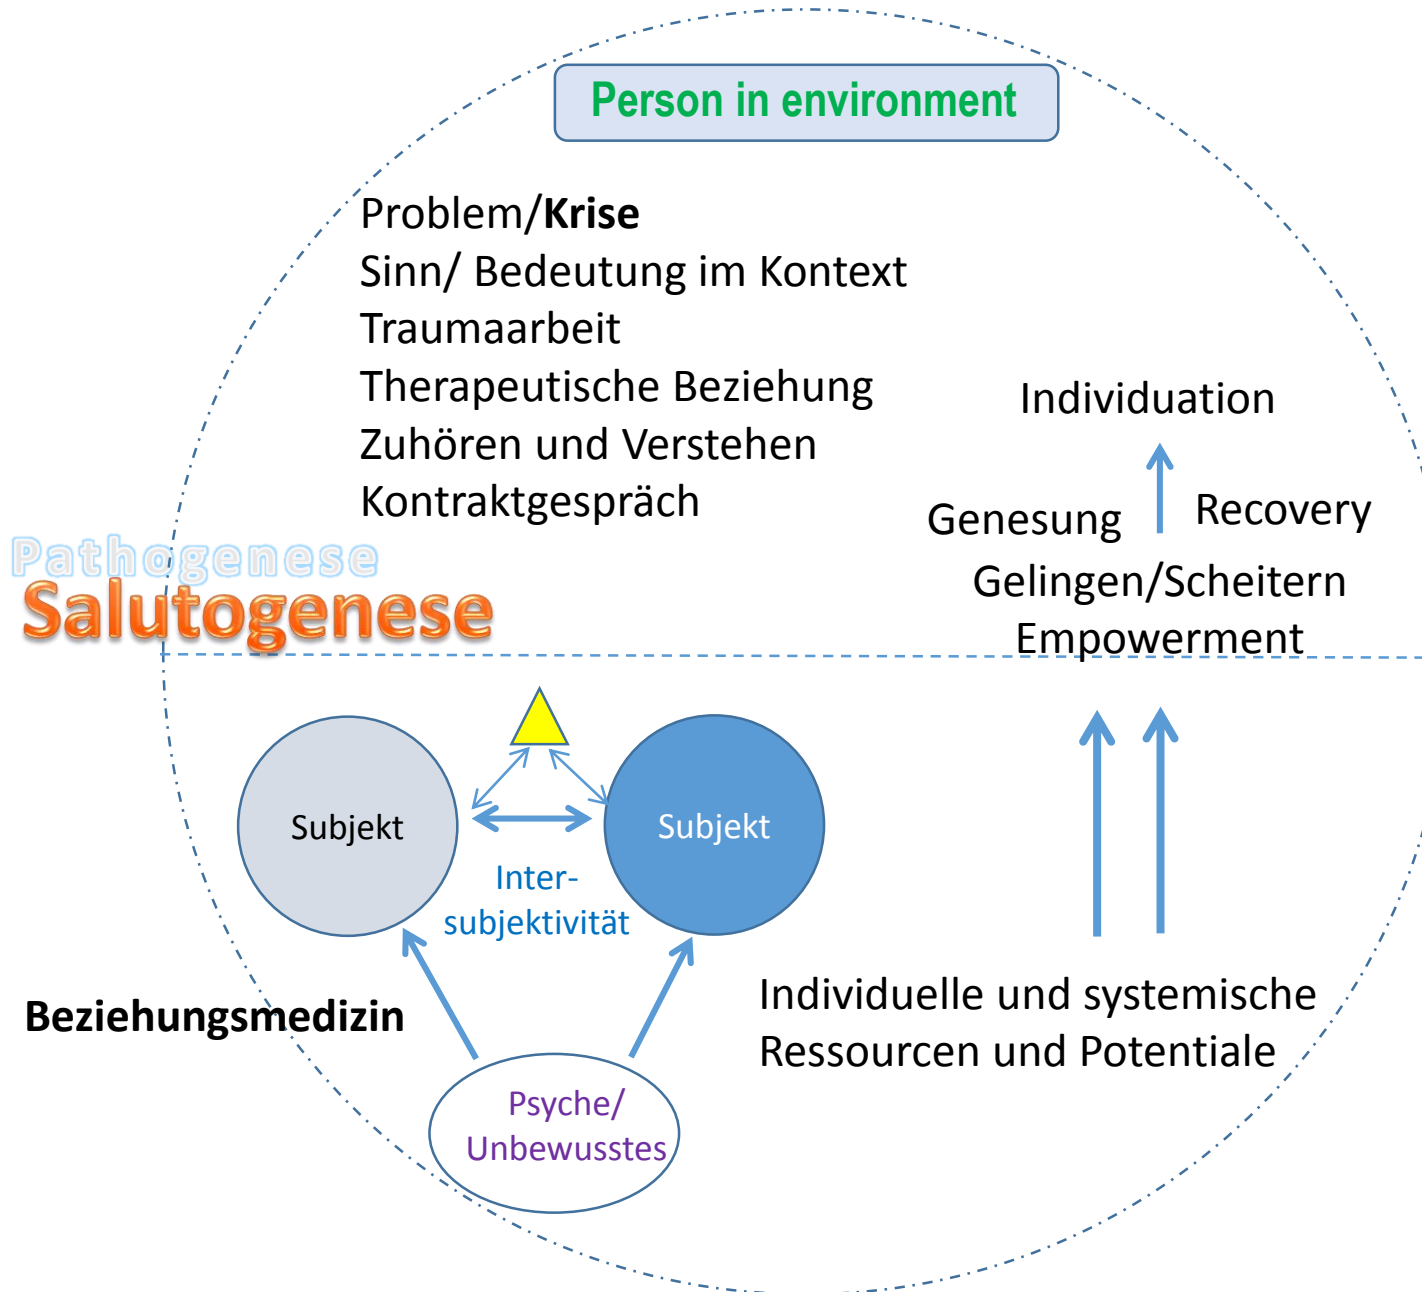 Person in environment
Problem/Krise
Sinn/ Bedeutung im Kontext
Traumaarbeit
Therapeutische Beziehung
Zuhören und Verstehen
Kontraktgespräch
Individuation
Genesung
Recovery
Gelingen/Scheitern
Empowerment
Pathogenese
Salutogenese
Subjekt
Subjekt
Inter-
subjektivität
Beziehungsmedizin
Psyche/
Unbewusstes
Individuelle und systemische
Ressourcen und Potentiale